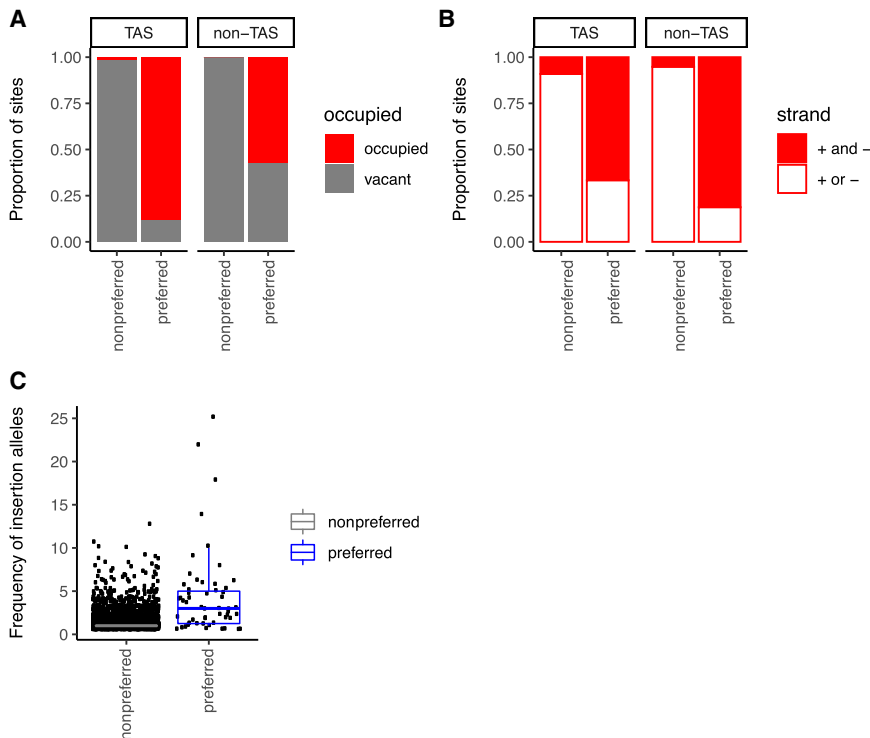 A
TAS
non−TAS
Proportion of sites
1.00
0.75
0.50
0.25
0.00
nonpreferred
preferred
nonpreferred
preferred
occupied
occupied
vacant
B
TAS
non−TAS
Proportion of sites
1.00
0.75
0.50
0.25
0.00
nonpreferred
preferred
nonpreferred
preferred
strand
+ and −
+ or −
C
Frequency of insertion alleles
25
20
15
10
5
0
nonpreferred
preferred
nonpreferred
preferred